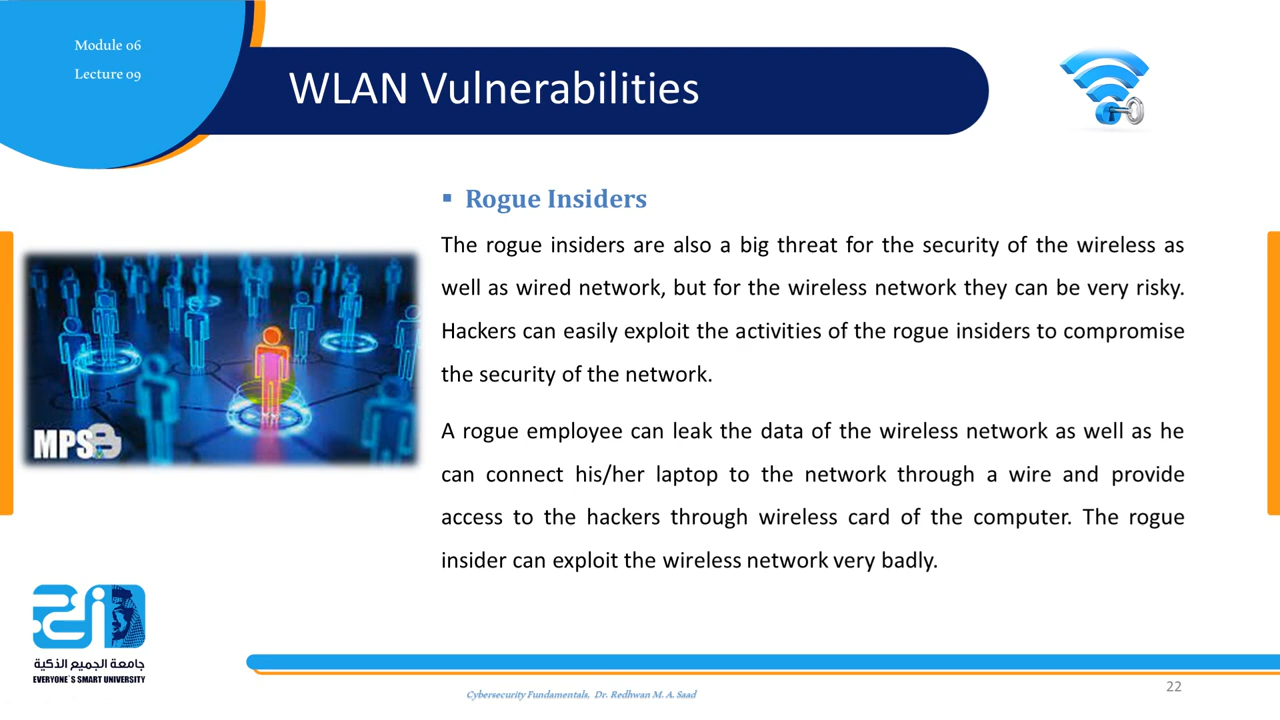 Module 06
Lecture 09
WLAN Vulnerabilities
▪ Rogue Insiders
The rogue insiders are also a big threat for the security of the wireless as
well as wired network, but for the wireless network they can be very risky.
Hackers can easily exploit the activities of the rogue insiders to compromise
the security of the network.
A rogue employee can leak the data of the wireless network as well as he
can connect his/her laptop to the network through a wire and provide
access to the hackers through wireless card of the computer. The rogue
insider can exploit the wireless network very badly.
MPS
جامعة الجميع الذكية
EVERYONE`S SMART UNIVERSITY
Cybersecurity Fundamentals, Dr. Redhwan M. A. Saad
22